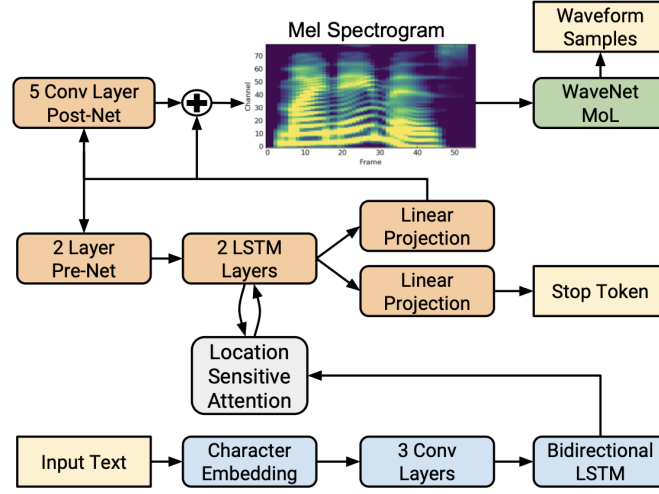 Mel Spectrogram
Waveform
Samples
5 Conv Layer
Post-Net
Channel
70
60
50
40
30
20
10
0
0 10 20 30 40 50
Frame
WaveNet
MoL
Linear
Projection
2 Layer
Pre-Net
2 LSTM
Layers
Linear
Projection
Stop Token
Location
Sensitive
Attention
Input Text
Character
Embedding
3 Conv
Layers
Bidirectional
LSTM